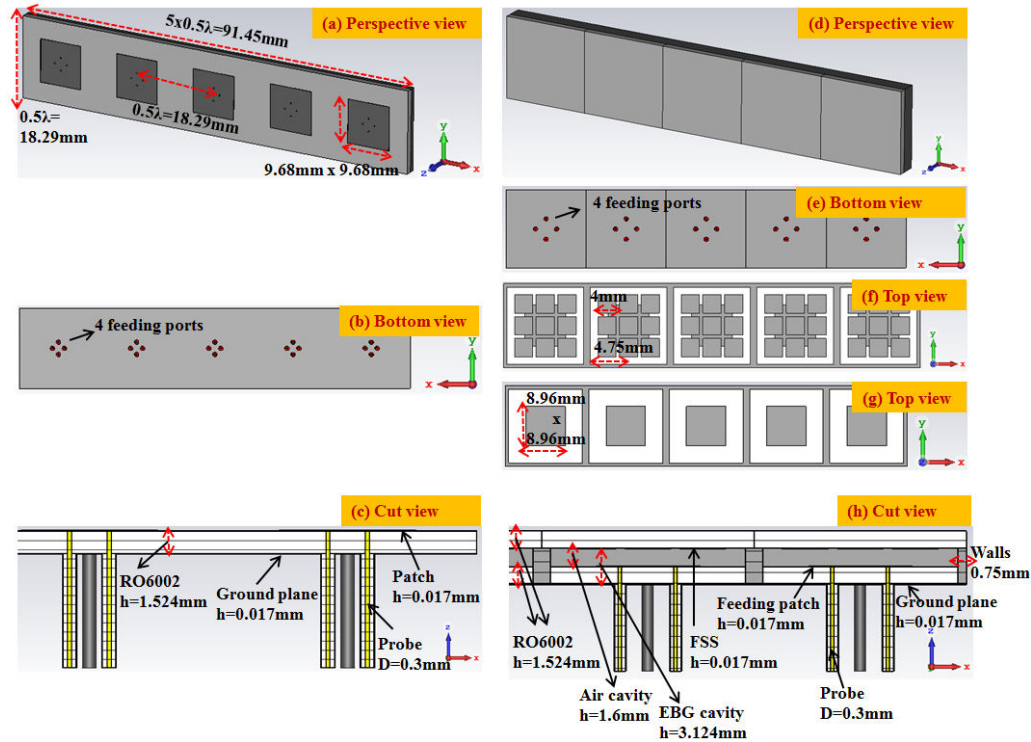 (a) Perspective view
5x0.5λ=91.45mm
0.5λ=18.29mm
0.5λ=
18.29mm
9.68mm x 9.68mm
y
z
x
(b) Bottom view
4 feeding ports
y
x
(c) Cut view
RO6002
h=1.524mm
Ground plane
h=0.017mm
Patch
h=0.017mm
Probe
D=0.3mm
z
x
(d) Perspective view
y
z
x
(e) Bottom view
4 feeding ports
y
x
(f) Top view
4mm
4.75mm
y
z
x
(g) Top view
8.96mm
x
8.96mm
y
z
x
(h) Cut view
Walls
0.75mm
Feeding patch
h=0.017mm
Ground plane
h=0.017mm
RO6002
h=1.524mm
FSS
h=0.017mm
Air cavity
h=1.6mm
EBG cavity
h=3.124mm
Probe
D=0.3mm
z
x